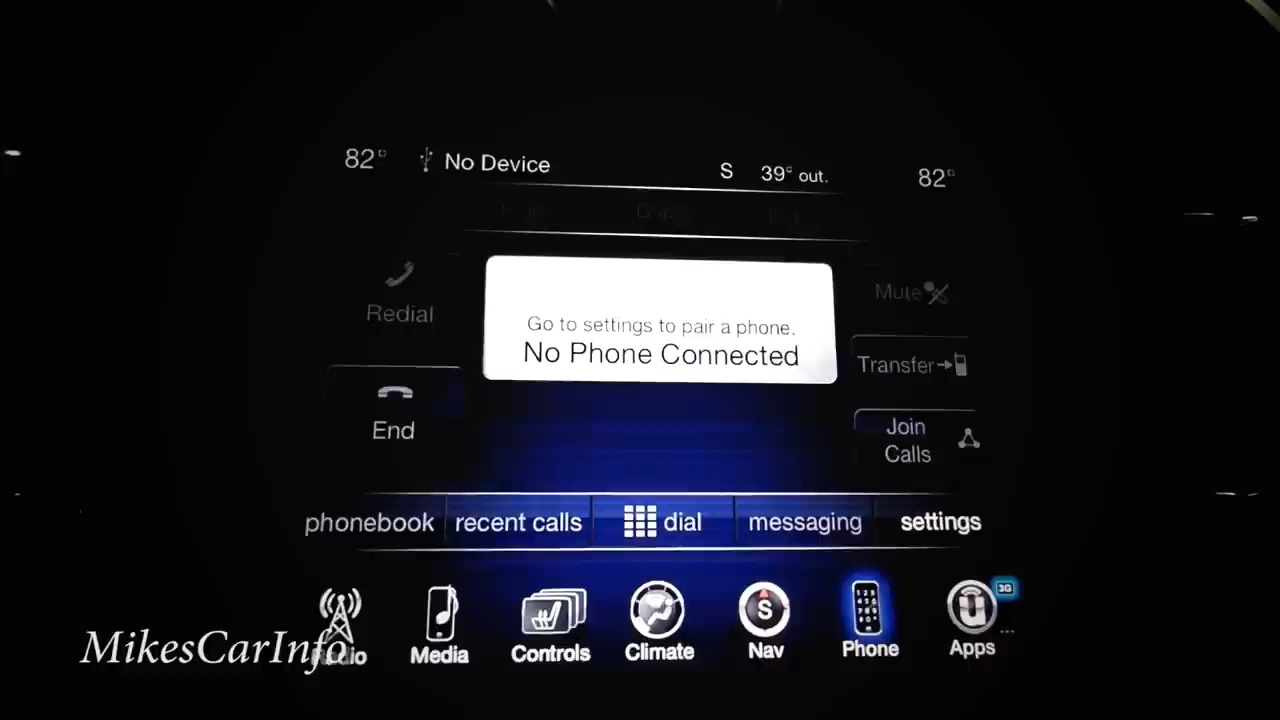 82°
No Device
S
39° out.
82°
Redial
Mute
Go to settings to pair a phone.
No Phone Connected
Transfer
End
Join
Calls
phonebook
recent calls
dial
messaging
settings
3G
S
Media
Controls
Climate
Nav
Phone
Apps
MikesCarInfo